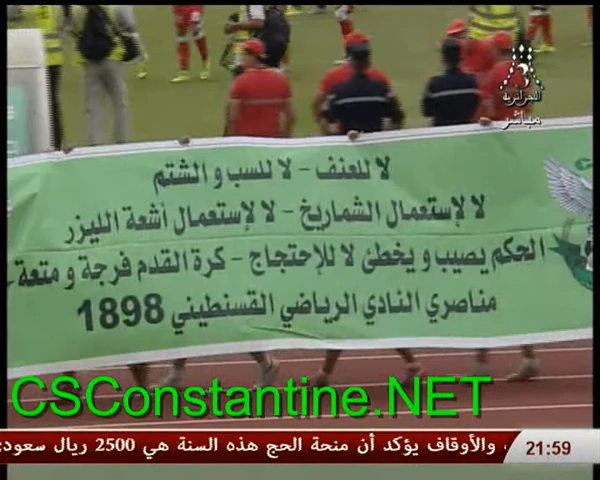 الجزائرية
مباشر
لا للعنف - لا للسب و الشتم
لا لإستعمال الشماريخ - لا لإستعمال أشعة الليزر
الحكم يصيب و يخطئ لا للإحتجاج - كرة القدم فرجة و متعة -
مناصري النادي الرياضي القسنطيني 1898
CSConstantine.NET
والأوقاف يؤكد أن منحة الحج هذه السنة هي 2500 ريال سعودي
21:59